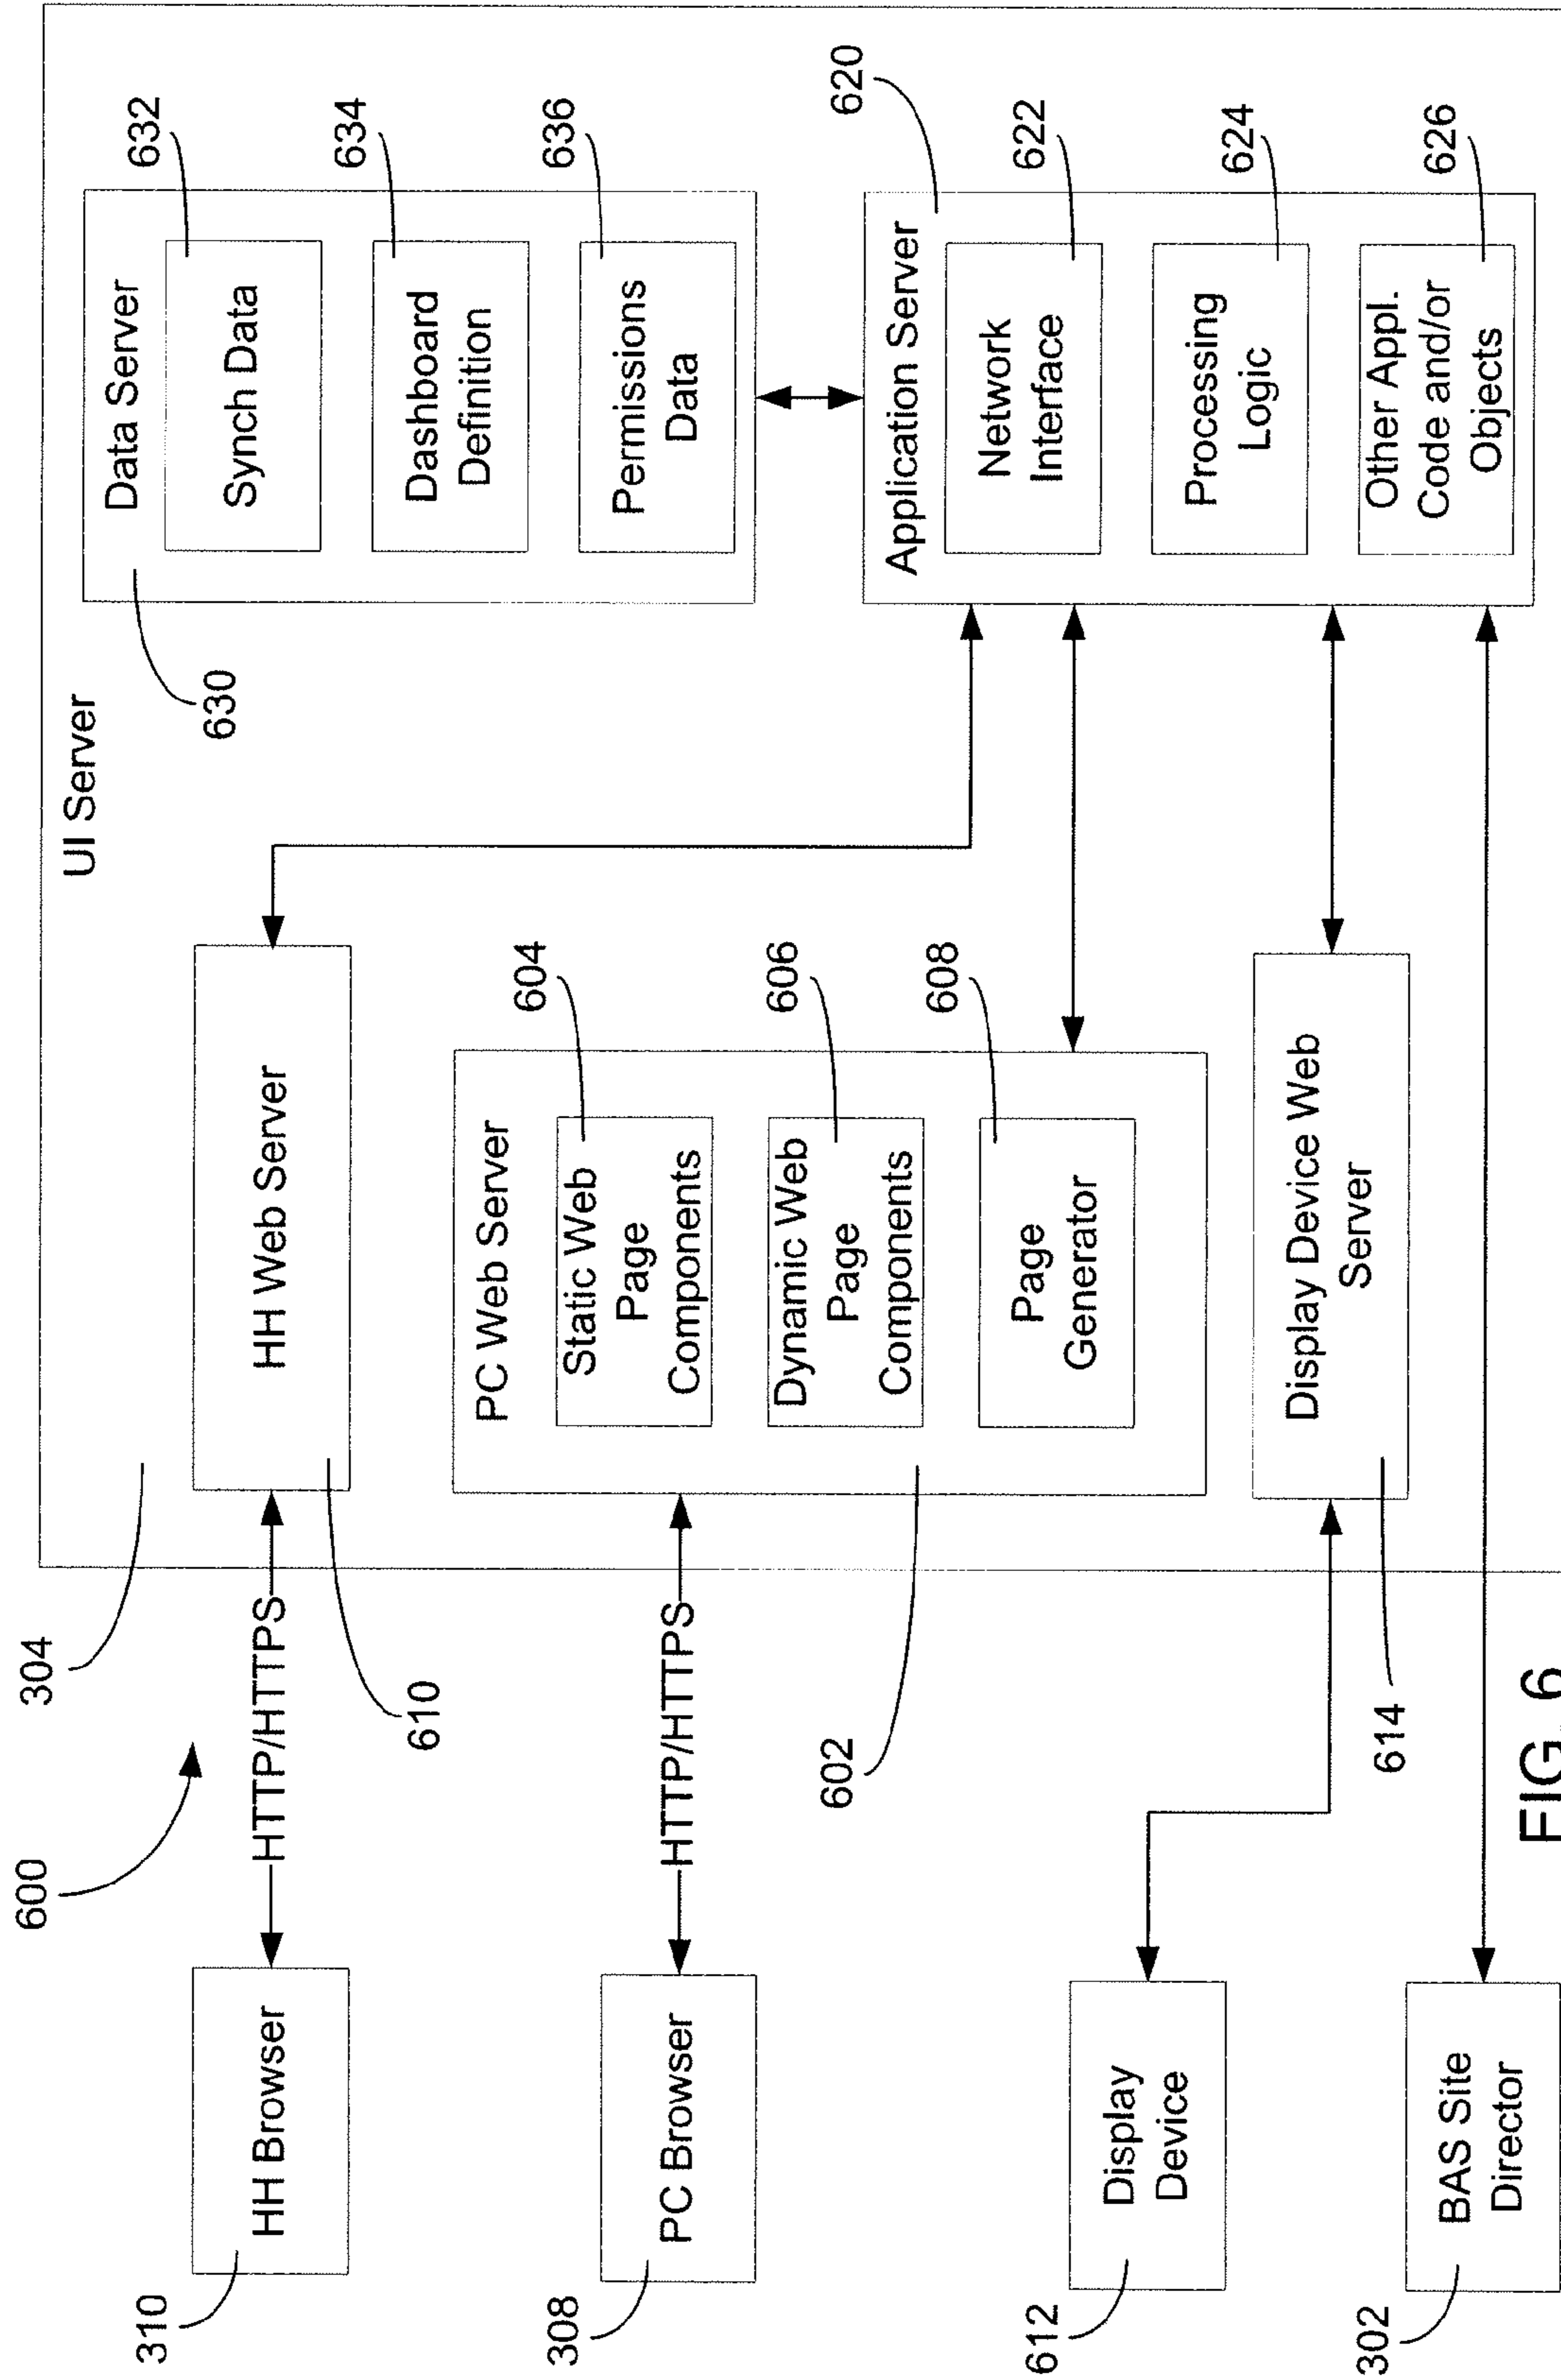 600
304
UI Server
310
HH Browser
HTTP/HTTPS
610
HH Web Server
308
PC Browser
HTTP/HTTPS
602
PC Web Server
604
Static Web
Page
Components
606
Dynamic Web
Page
Components
608
Page
Generator
612
Display
Device
614
Display Device Web
Server
302
BAS Site
Director
630
Data Server
632
Synch Data
634
Dashboard
Definition
636
Permissions
Data
620
Application Server
622
Network
Interface
624
Processing
Logic
626
Other Appl.
Code and/or
Objects
FIG. 6